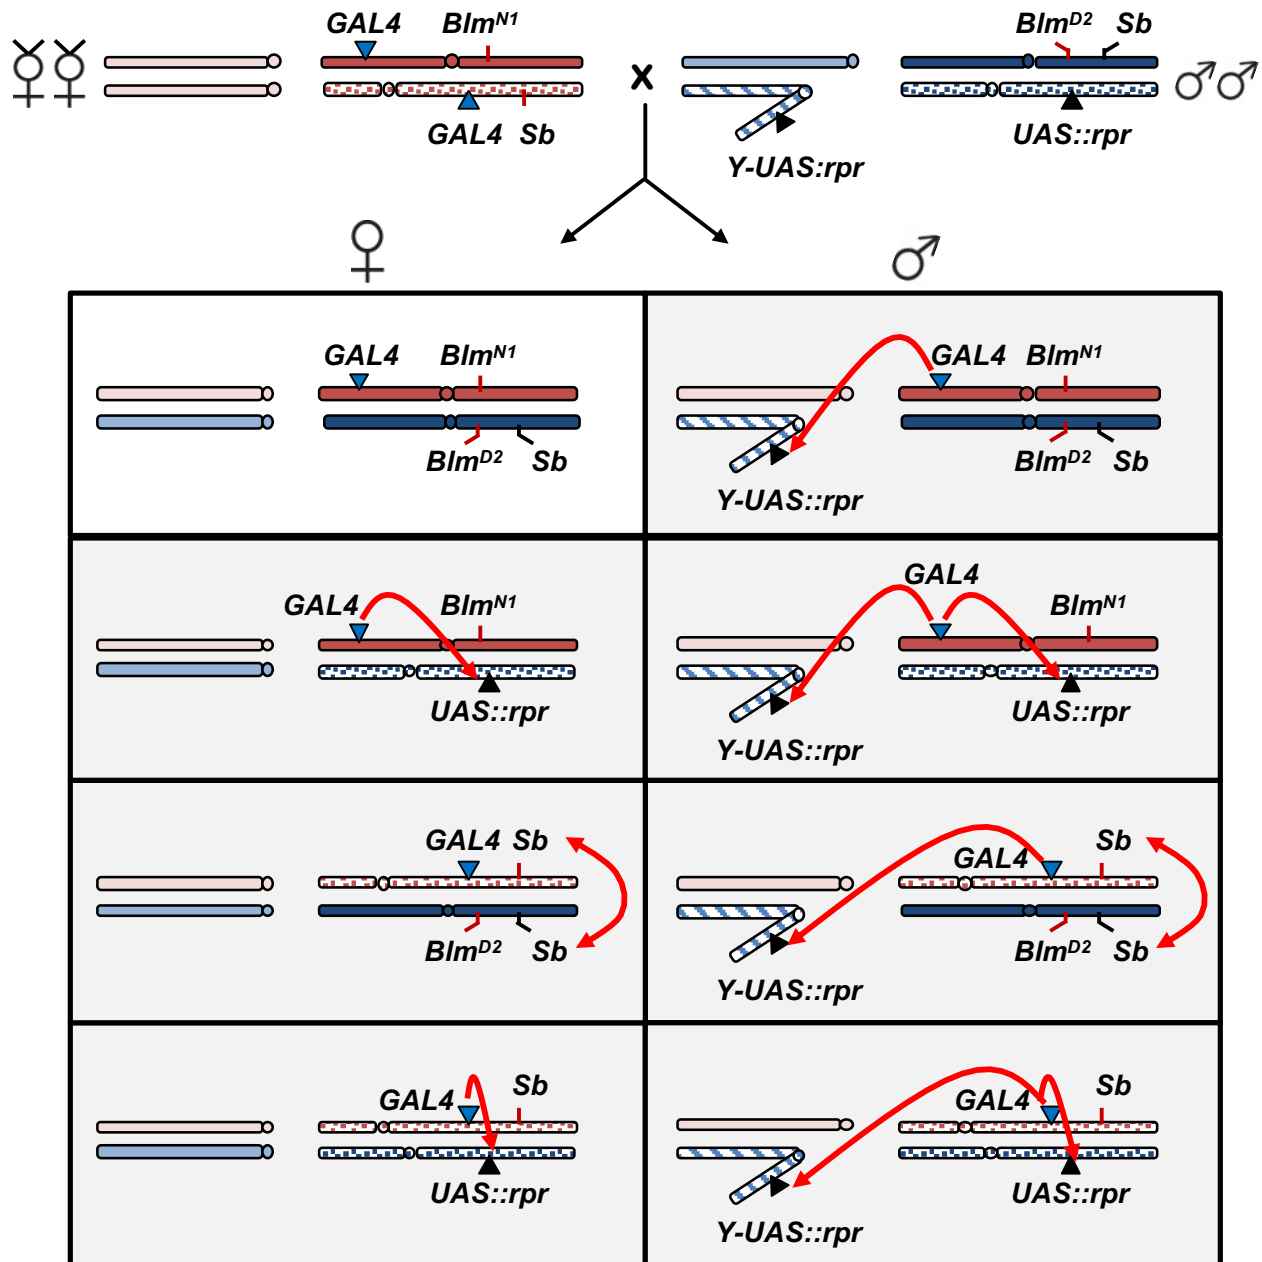 GAL4 Blm^N1 Blm^D2 Sb
X
GAL4 Sb UAS::rpr
Y-UAS:rpr
♀ ♂
GAL4 Blm^N1 GAL4 Blm^N1
Blm^D2 Sb Blm^D2 Sb
Y-UAS::rpr
GAL4
GAL4 Blm^N1 Blm^N1
UAS::rpr UAS::rpr
Y-UAS::rpr
GAL4 Sb Sb
GAL4
Blm^D2 Sb Blm^D2 Sb
Y-UAS::rpr
Sb Sb
GAL4 GAL4
UAS::rpr UAS::rpr
Y-UAS::rpr